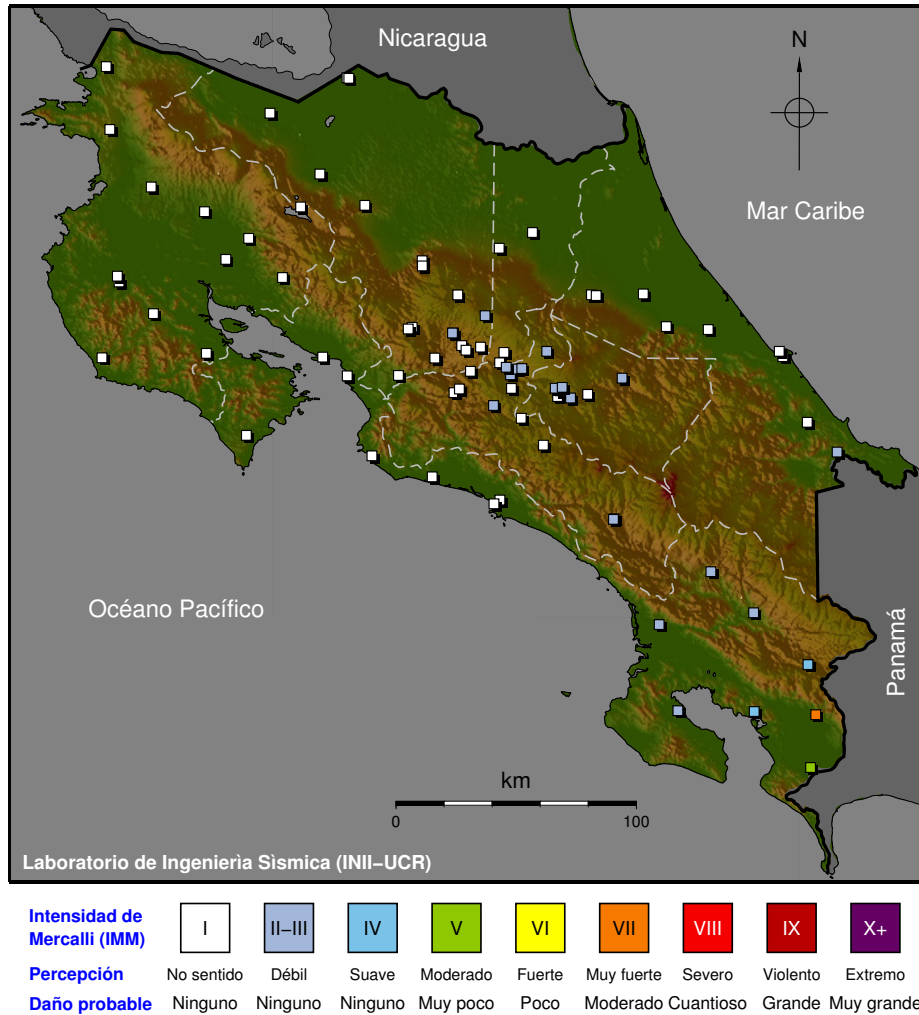 Nicaragua
N
Mar Caribe
Océano Pacífico
Panamá
km
0 100
Laboratorio de Ingenierìa Sìsmica (INII–UCR)
Intensidad de
Mercalli (IMM)
I II–III IV V VI VII VIII IX X+
Percepción No sentido Débil Suave Moderado Fuerte Muy fuerte Severo Violento Extremo
Daño probable Ninguno Ninguno Ninguno Muy poco Poco Moderado Cuantioso Grande Muy grande